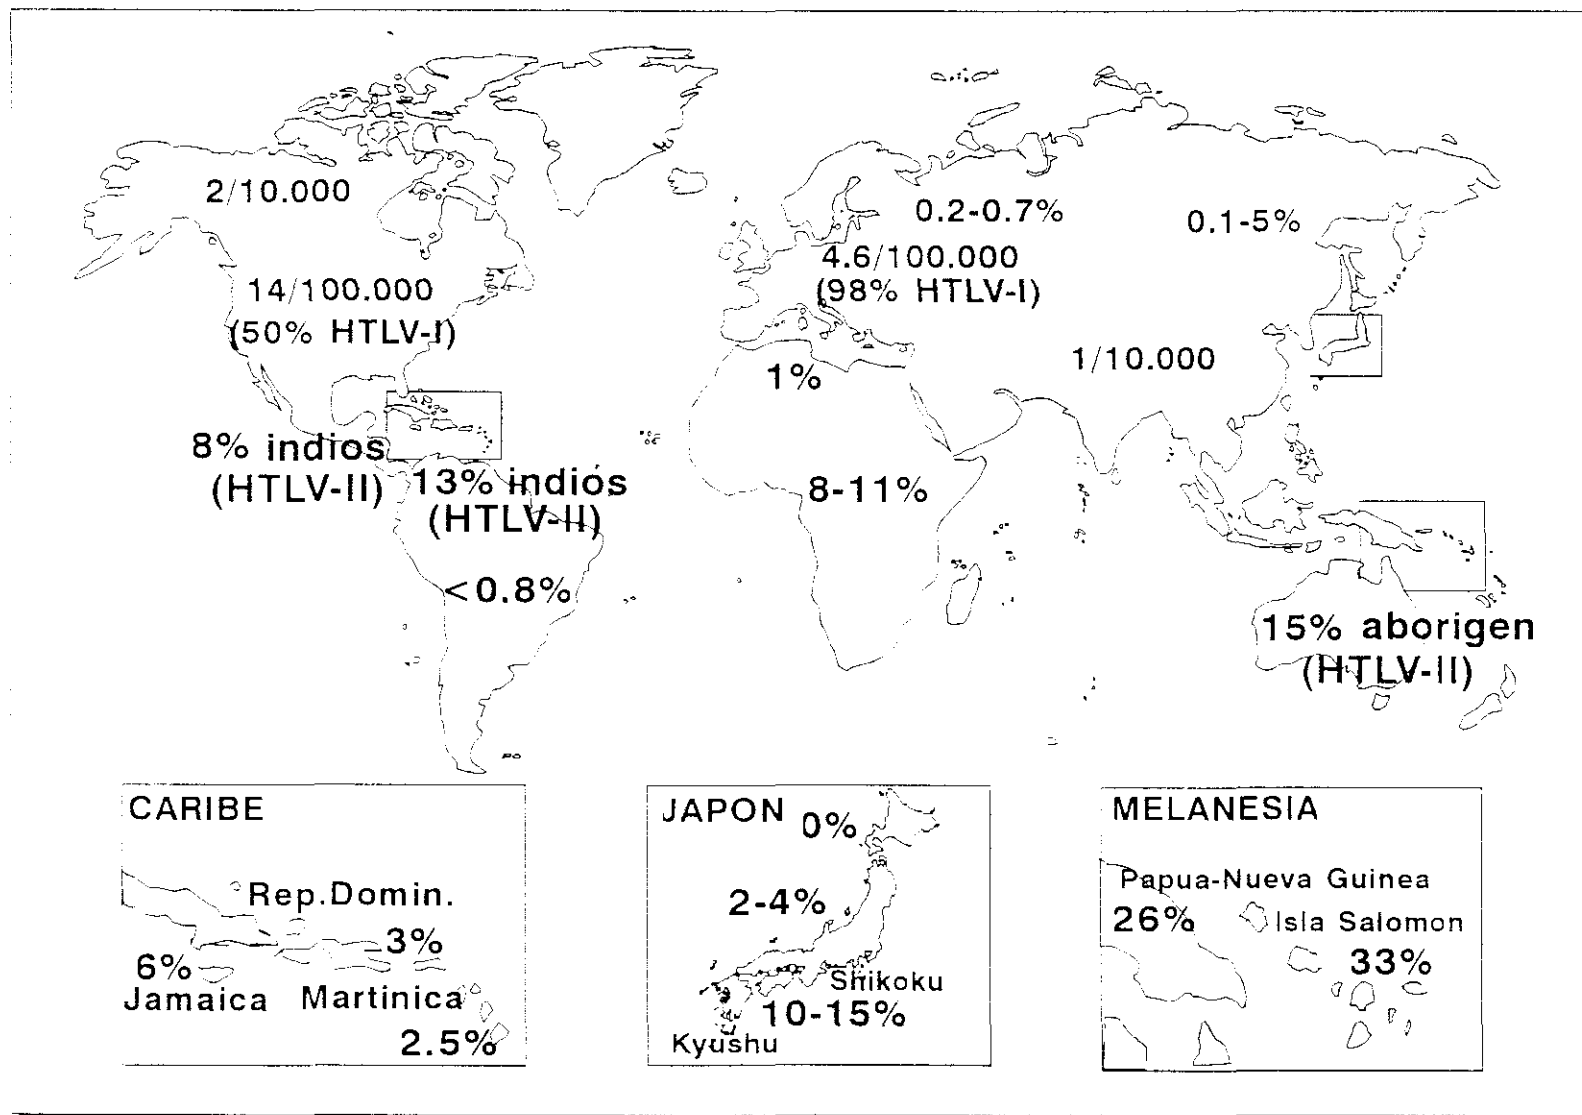 2/10.000
0.2-0.7%
0.1-5%
4.6/100.000
(98% HTLV-I)
14/100.000
(50% HTLV-I)
1/10.000
1%
8% indios
(HTLV-II)
13% indios
(HTLV-II)
8-11%
<0.8%
15% aborigen
(HTLV-II)
CARIBE
Rep.Domin.
3%
6%
Jamaica
Martinica
2.5%
JAPON
0%
2-4%
Shikoku
10-15%
Kyushu
MELANESIA
Papua-Nueva Guinea
26%
Isla Salomon
33%